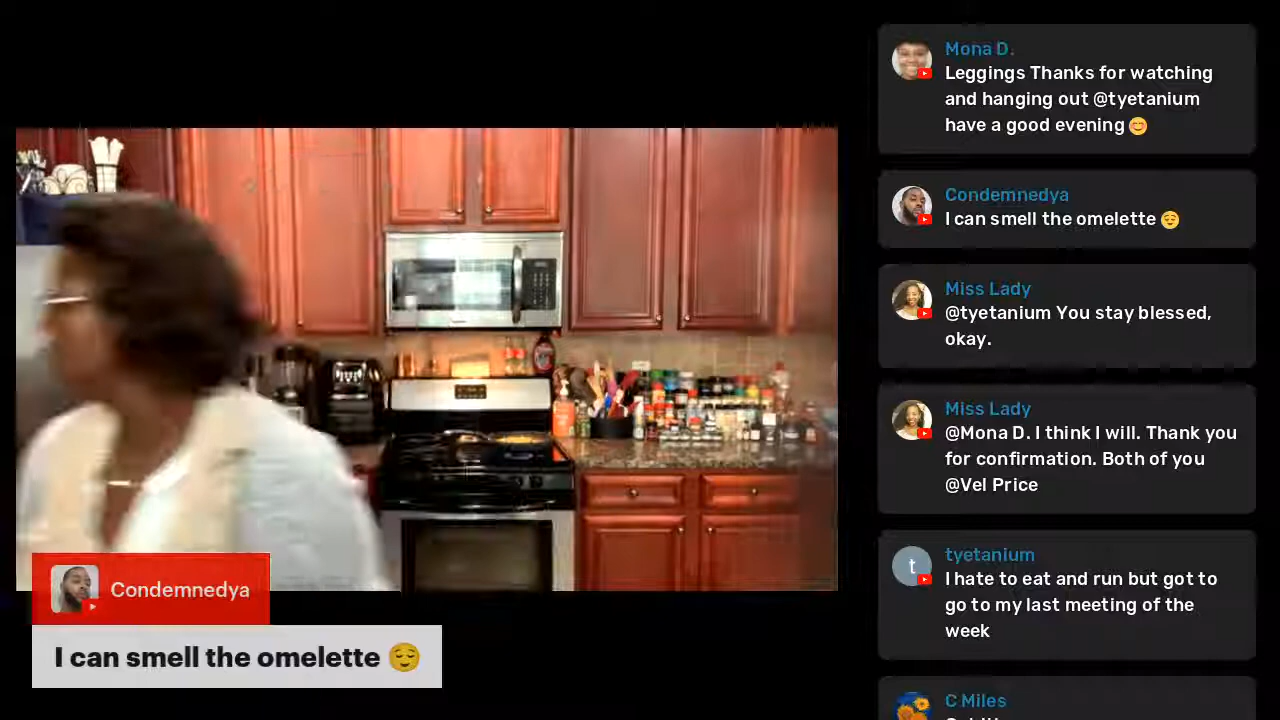 Mona D.
Leggings Thanks for watching
and hanging out @tyetanium
have a good evening 😊
Condemnedya
I can smell the omelette 😌
Miss Lady
@tyetanium You stay blessed,
okay.
Miss Lady
@Mona D. I think I will. Thank you
for confirmation. Both of you
@Vel Price
t
tyetanium
I hate to eat and run but got to
go to my last meeting of the
week
C Miles
Condemnedya
I can smell the omelette 😌